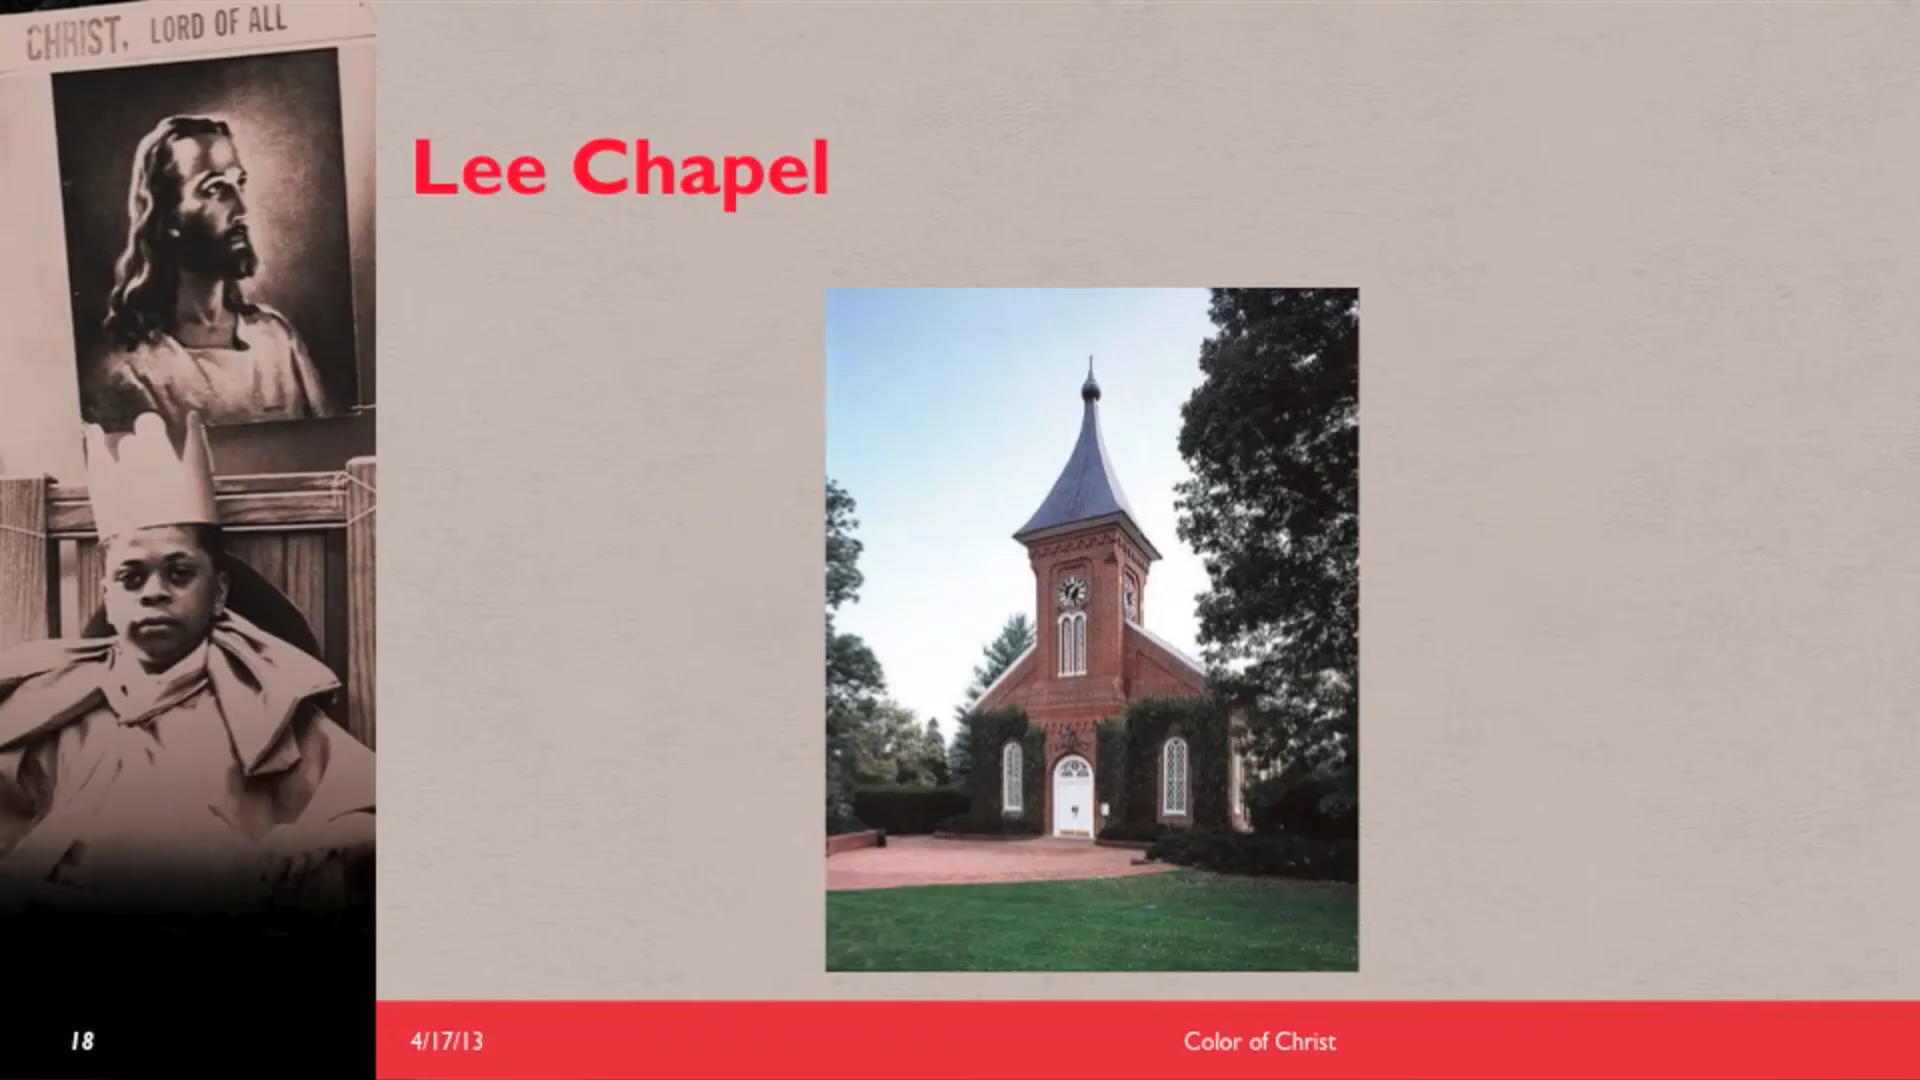 CHRIST, LORD OF ALL
Lee Chapel
18
4/17/13
Color of Christ